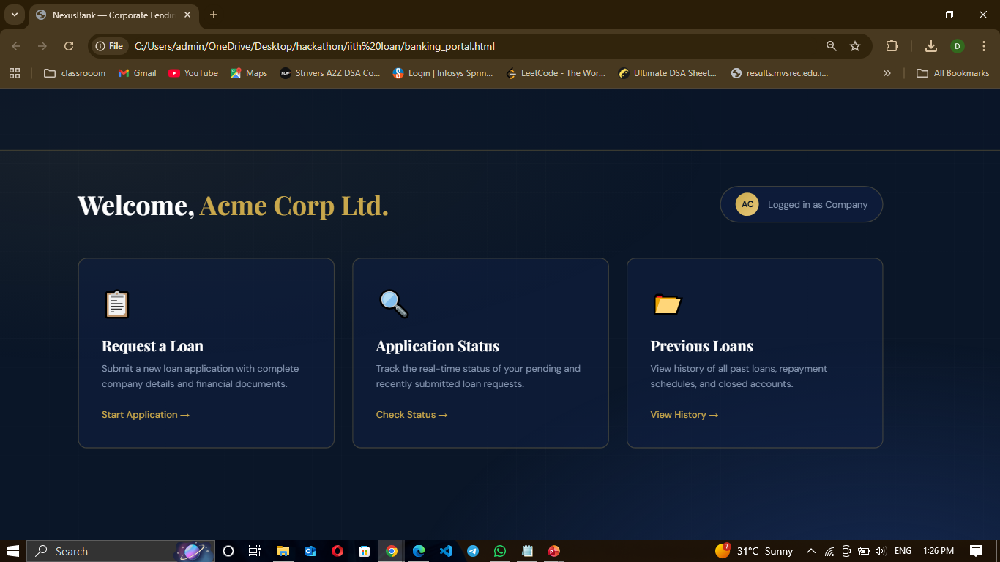 NexusBank — Corporate Lendin
File
C:/Users/admin/OneDrive/Desktop/hackathon/iith%20loan/banking_portal.html
D
classrooom
Gmail
YouTube
Maps
TUF
Strivers A2Z DSA Co...
Login | Infosys Sprin...
LeetCode - The Wor...
Ultimate DSA Sheet...
results.mvsrec.edu.i...
All Bookmarks
Welcome, Acme Corp Ltd.
AC
Logged in as Company
Request a Loan
Submit a new loan application with complete
company details and financial documents.
Start Application →
Application Status
Track the real-time status of your pending and
recently submitted loan requests.
Check Status →
Previous Loans
View history of all past loans, repayment
schedules, and closed accounts.
View History →
Search
7
31°C Sunny
ENG
1:26 PM